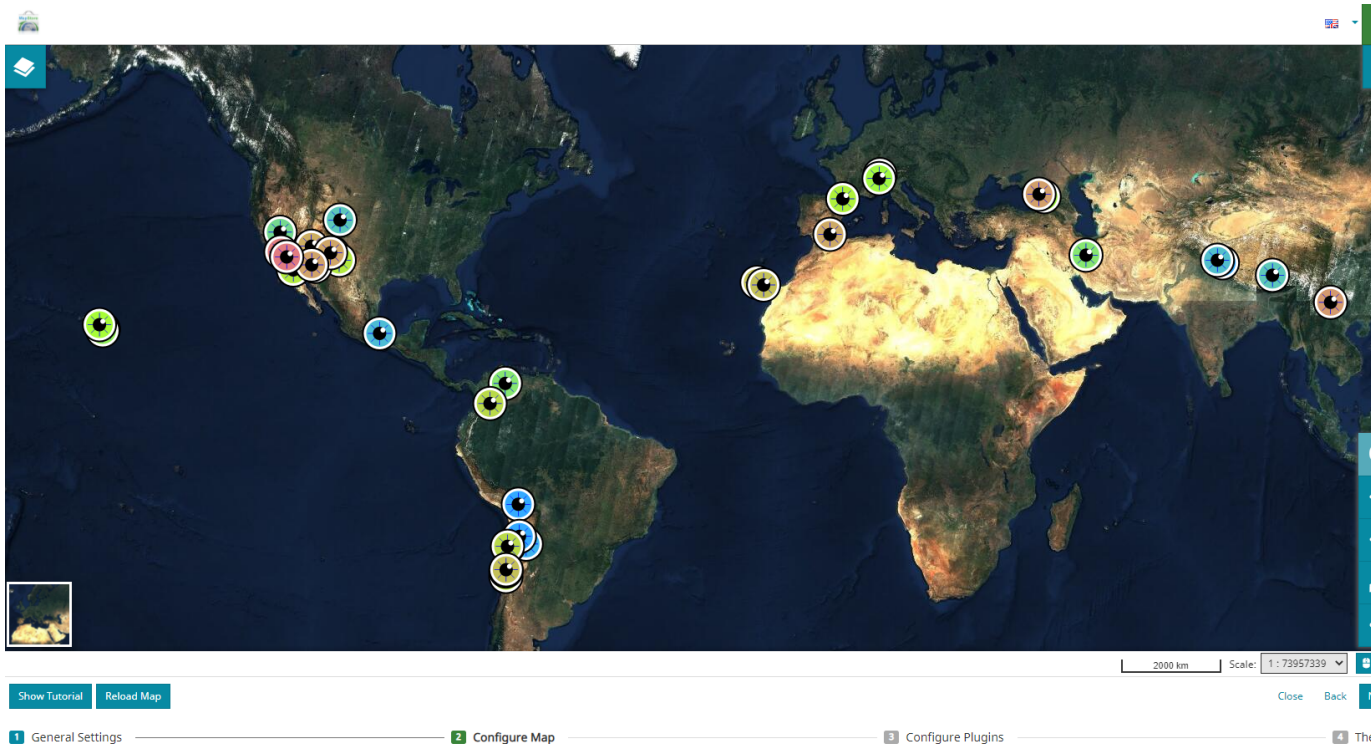 2000 km
Scale:
1 : 73957339
Show Tutorial
Reload Map
Close
Back
1 General Settings
2 Configure Map
3 Configure Plugins
4